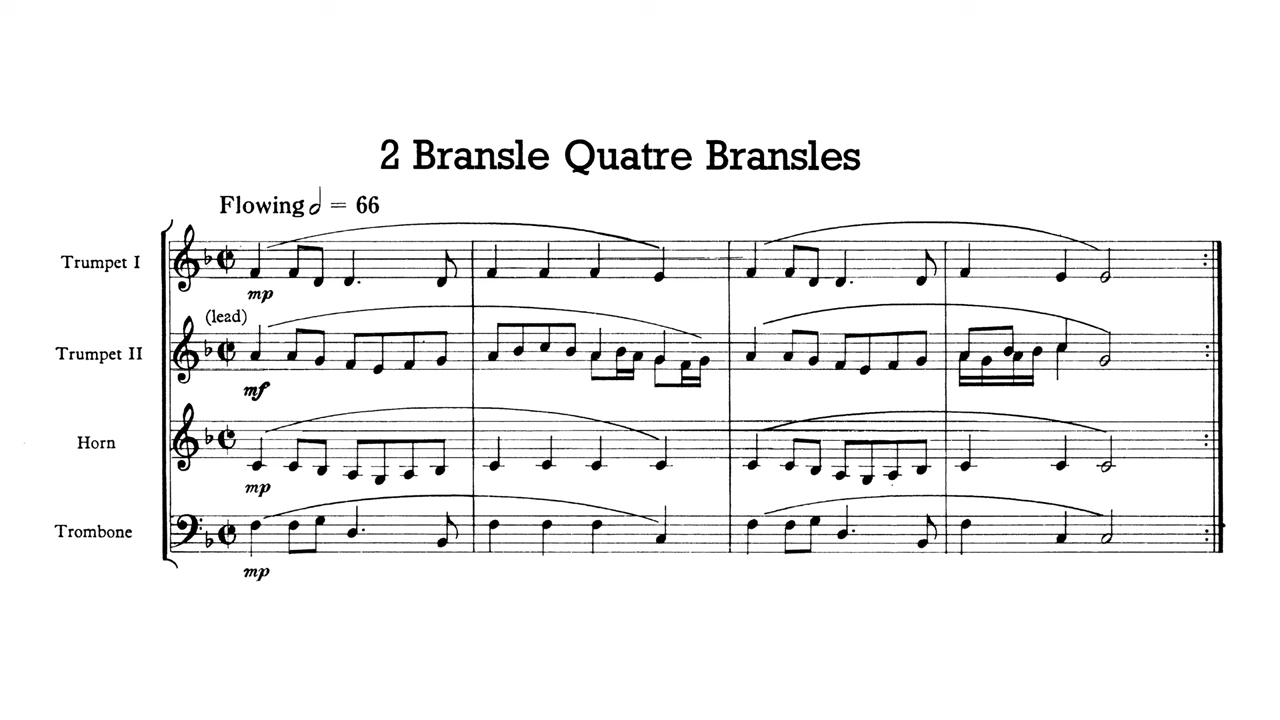 2 Bransle Quatre Bransles
Flowing 𝅗𝅥 = 66
Trumpet I
mp
(lead)
Trumpet II
mf
Horn
mp
Trombone
mp